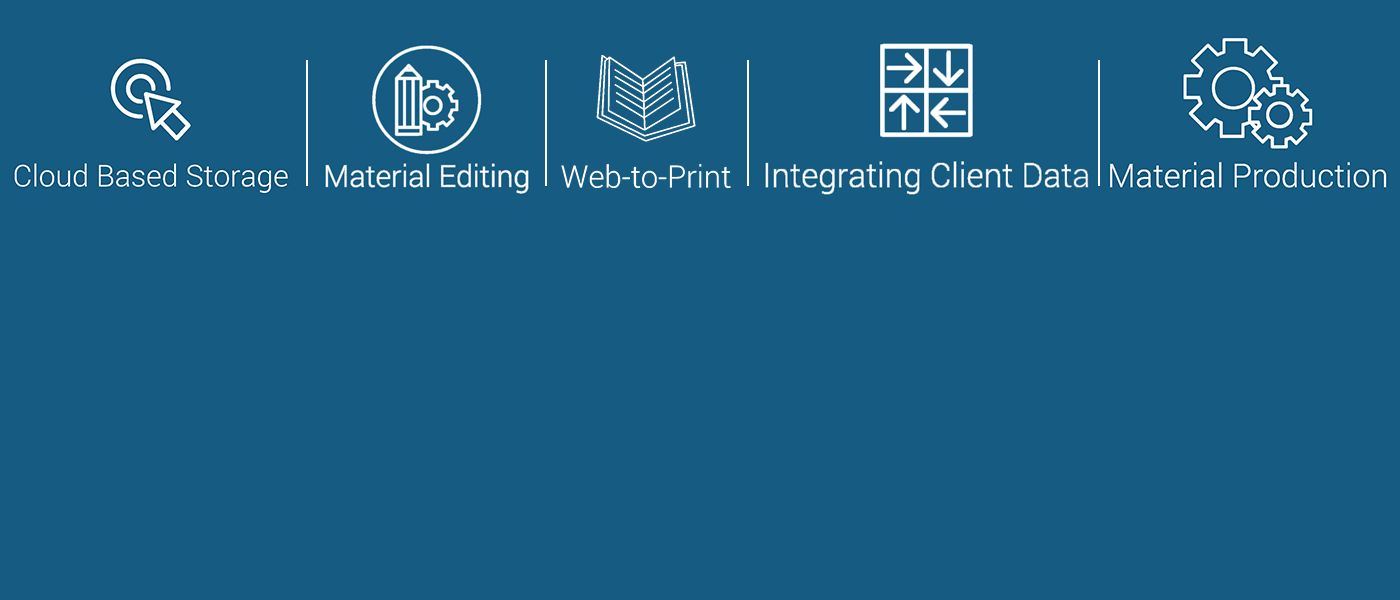 Cloud Based Storage
Material Editing
Web-to-Print
Integrating Client Data
Material Production